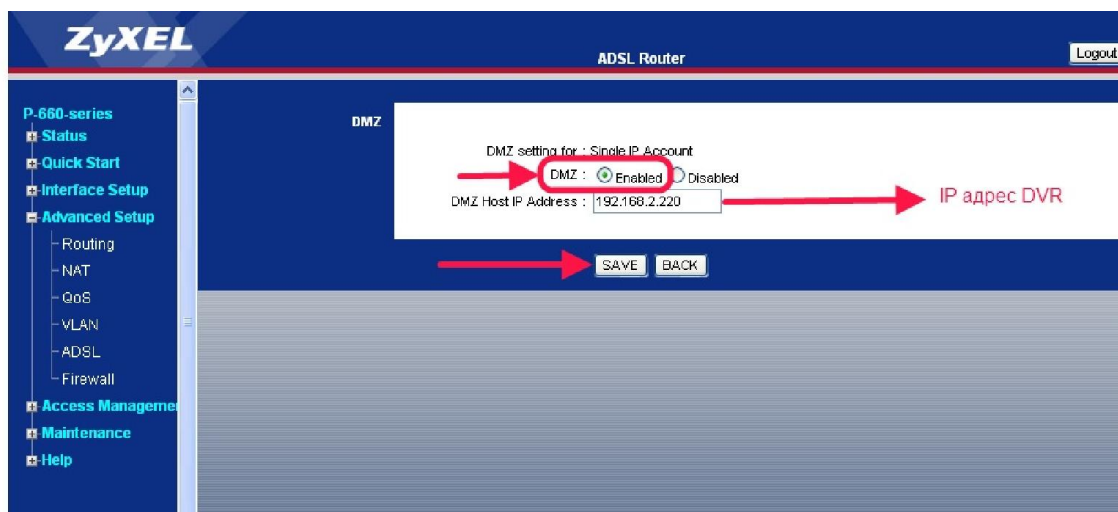 ZyXEL
ADSL Router
Logout
P-660-series
Status
Quick Start
Interface Setup
Advanced Setup
Routing
NAT
QoS
VLAN
ADSL
Firewall
Access Managemen
Maintenance
Help
DMZ
DMZ setting for : Single IP Account
DMZ : Enabled Disabled
DMZ Host IP Address : 192.168.2.220
IP адрес DVR
SAVE BACK